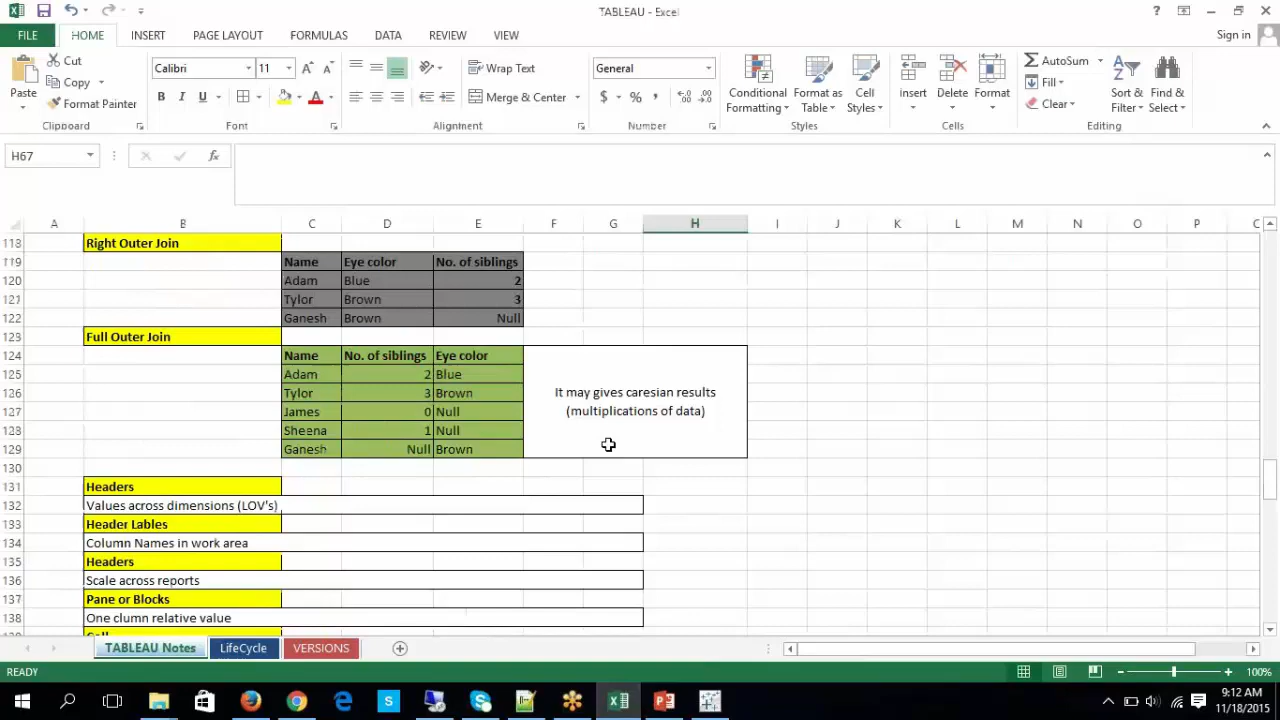 TABLEAU - Excel
?
FILE HOME INSERT PAGE LAYOUT FORMULAS DATA REVIEW VIEW Sign in
Paste Cut
Copy
Format Painter
Calibri 11
B I U A
Wrap Text
Merge & Center
General
$ % ,
Conditional Formatting
Format as Table
Cell Styles
Insert Delete Format
AutoSum
Fill
Clear
Sort & Filter
Find & Select
Clipboard Font Alignment Number Styles Cells Editing
H67 fx
A B C D E F G H I J K L M N O P
118 Right Outer Join
119 Name Eye color No. of siblings
120 Adam Blue 2
121 Tylor Brown 3
122 Ganesh Brown Null
123 Full Outer Join
124 Name No. of siblings Eye color
125 Adam 2 Blue
126 Tylor 3 Brown
127 James 0 Null
128 Sheena 1 Null
129 Ganesh Null Brown
It may gives caresian results
(multiplications of data)
130
131 Headers
132 Values across dimensions (LOV's)
133 Header Lables
134 Column Names in work area
135 Headers
136 Scale across reports
137 Pane or Blocks
138 One clumn relative value
TABLEAU Notes LifeCycle VERSIONS
READY 100%
9:12 AM
11/18/2015